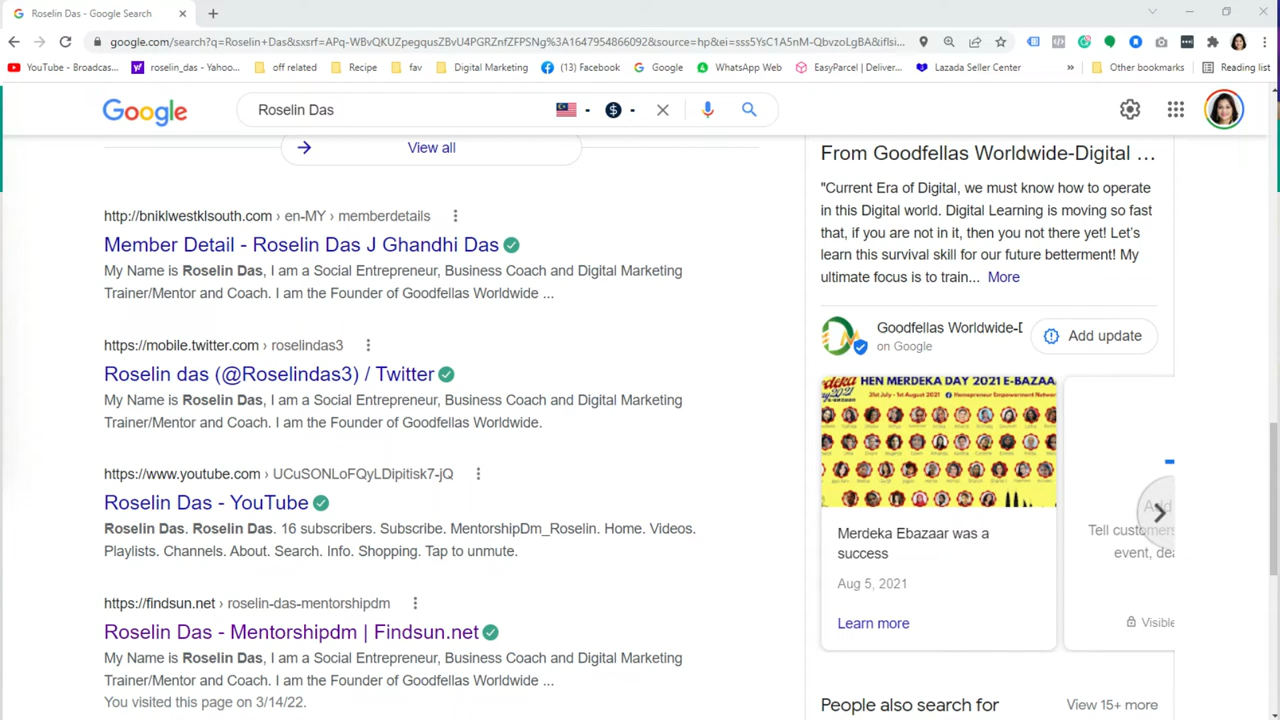 Roselin Das - Google Search
google.com/search?q=Roselin+Das&sxsrf=APq-WBvQKUZpegqusZBvU4PGRZnfZFPSNg%3A1647954866092&source=hp&ei=sss5YsC1A5nM-QbvzoLgBA&iflsi...
YouTube - Broadcas...
roselin_das - Yahoo...
off related
Recipe
fav
Digital Marketing
(13) Facebook
Google
WhatsApp Web
EasyParcel | Deliver...
Lazada Seller Center
»
Other bookmarks
Reading list
Google
Roselin Das
View all
http://bniklwestklsouth.com › en-MY › memberdetails
Member Detail - Roselin Das J Ghandhi Das
My Name is Roselin Das, I am a Social Entrepreneur, Business Coach and Digital Marketing
Trainer/Mentor and Coach. I am the Founder of Goodfellas Worldwide ...
https://mobile.twitter.com › roselindas3
Roselin das (@Roselindas3) / Twitter
My Name is Roselin Das, I am a Social Entrepreneur, Business Coach and Digital Marketing
Trainer/Mentor and Coach. I am the Founder of Goodfellas Worldwide.
https://www.youtube.com › UCuSONLoFQyLDipitisk7-jQ
Roselin Das - YouTube
Roselin Das. Roselin Das. 16 subscribers. Subscribe. MentorshipDm_Roselin. Home. Videos.
Playlists. Channels. About. Search. Info. Shopping. Tap to unmute.
https://findsun.net › roselin-das-mentorshipdm
Roselin Das - Mentorshipdm | Findsun.net
My Name is Roselin Das, I am a Social Entrepreneur, Business Coach and Digital Marketing
Trainer/Mentor and Coach. I am the Founder of Goodfellas Worldwide ...
You visited this page on 3/14/22.
From Goodfellas Worldwide-Digital ...
"Current Era of Digital, we must know how to operate
in this Digital world. Digital Learning is moving so fast
that, if you are not in it, then you not there yet! Let's
learn this survival skill for our future betterment! My
ultimate focus is to train... More
Goodfellas Worldwide-D
on Google
Add update
HEN MERDEKA DAY 2021 E-BAZAA
31st July - 1st August 2021
Merdeka Ebazaar was a
success
Aug 5, 2021
Learn more
Add
Tell customers
event, dea
Visible
People also search for
View 15+ more